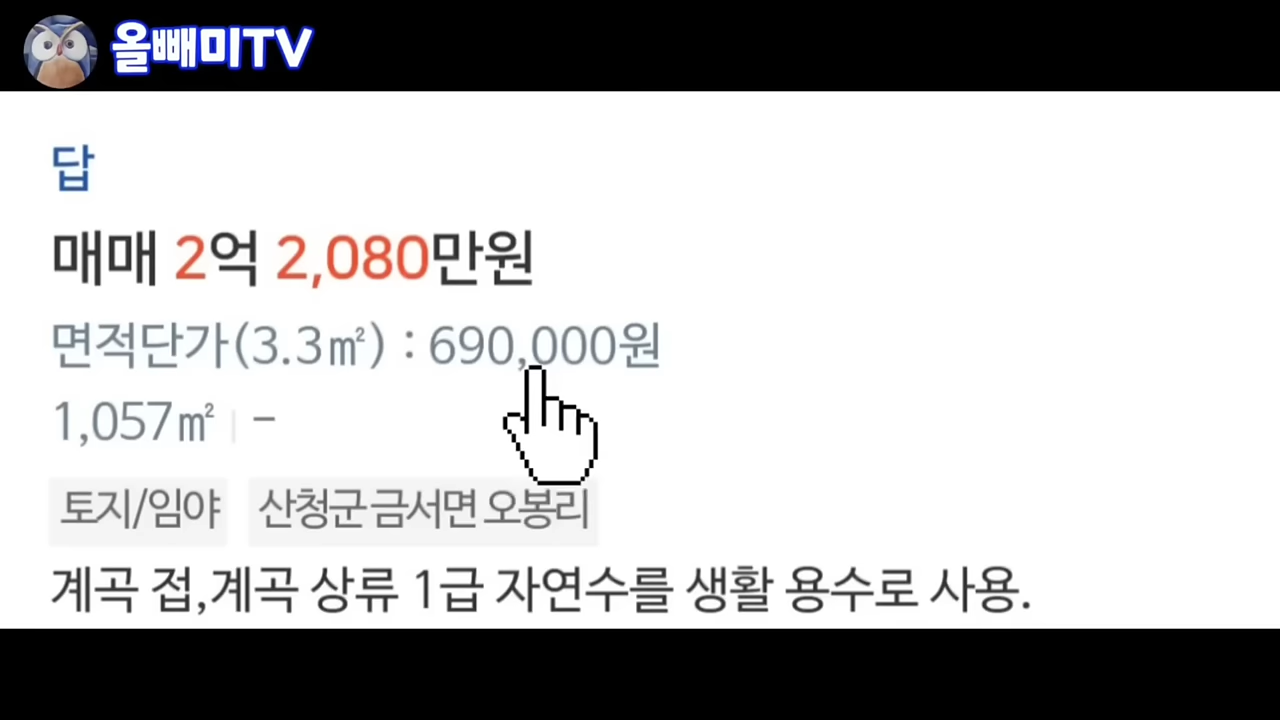 올빼미TV
답
매매 2억 2,080만원
면적단가(3.3㎡) : 690,000원
1,057㎡ | -
토지/임야 산청군 금서면 오봉리
계곡 접,계곡 상류 1급 자연수를 생활 용수로 사용.